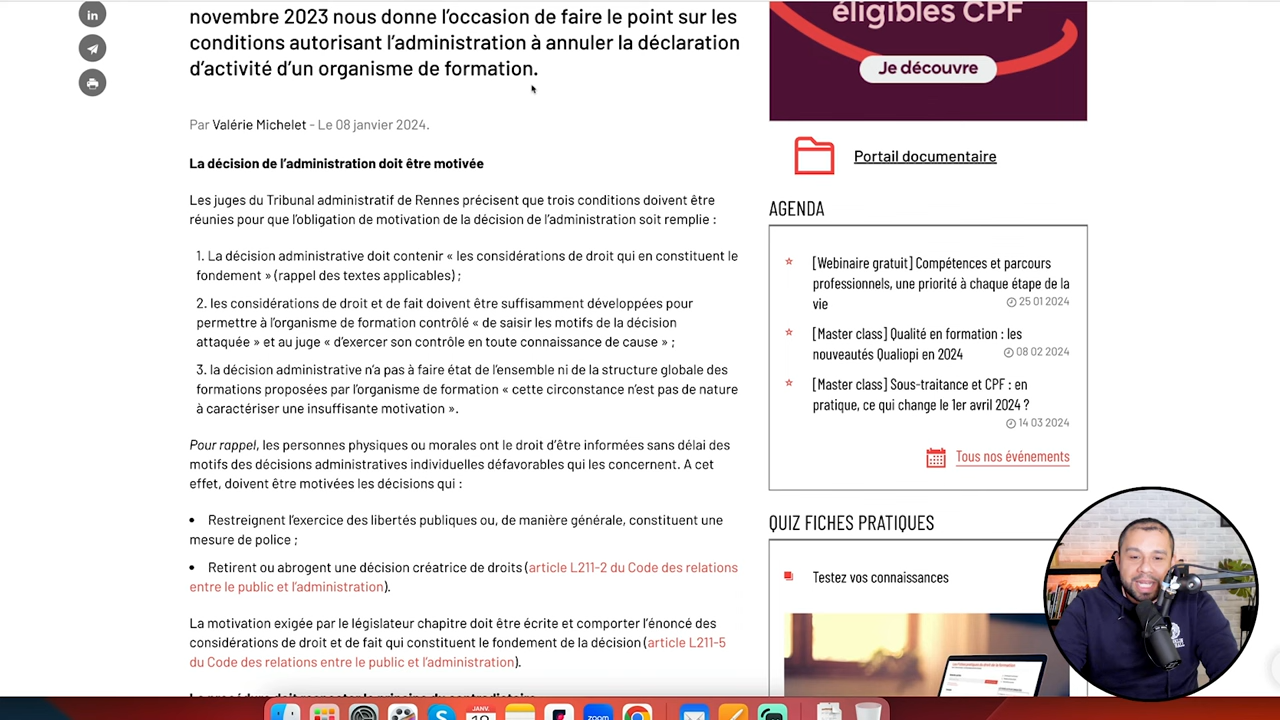 novembre 2023 nous donne l'occasion de faire le point sur les
conditions autorisant l'administration à annuler la déclaration
d'activité d'un organisme de formation.
Par Valérie Michelet - Le 08 janvier 2024.
La décision de l'administration doit être motivée
Les juges du Tribunal administratif de Rennes précisent que trois conditions doivent être
réunies pour que l'obligation de motivation de la décision de l'administration soit remplie :
1. La décision administrative doit contenir « les considérations de droit qui en constituent le
fondement » (rappel des textes applicables) ;
2. les considérations de droit et de fait doivent être suffisamment développées pour
permettre à l'organisme de formation contrôlé « de saisir les motifs de la décision
attaquée » et au juge « d'exercer son contrôle en toute connaissance de cause » ;
3. la décision administrative n'a pas à faire état de l'ensemble ni de la structure globale des
formations proposées par l'organisme de formation « cette circonstance n'est pas de nature
à caractériser une insuffisante motivation ».
Pour rappel, les personnes physiques ou morales ont le droit d'être informées sans délai des
motifs des décisions administratives individuelles défavorables qui les concernent. A cet
effet, doivent être motivées les décisions qui :
• Restreignent l'exercice des libertés publiques ou, de manière générale, constituent une
mesure de police ;
• Retirent ou abrogent une décision créatrice de droits (article L211-2 du Code des relations
entre le public et l'administration).
La motivation exigée par le législateur chapitre doit être écrite et comporter l'énoncé des
considérations de droit et de fait qui constituent le fondement de la décision (article L211-5
du Code des relations entre le public et l'administration).
éligibles CPF
Je découvre
Portail documentaire
AGENDA
[Webinaire gratuit] Compétences et parcours
professionnels, une priorité à chaque étape de la
vie 25 01 2024
[Master class] Qualité en formation : les
nouveautés Qualiopi en 2024 08 02 2024
[Master class] Sous-traitance et CPF : en
pratique, ce qui change le 1er avril 2024 ?
14 03 2024
Tous nos événements
QUIZ FICHES PRATIQUES
Testez vos connaissances
in
JANV.
zoom